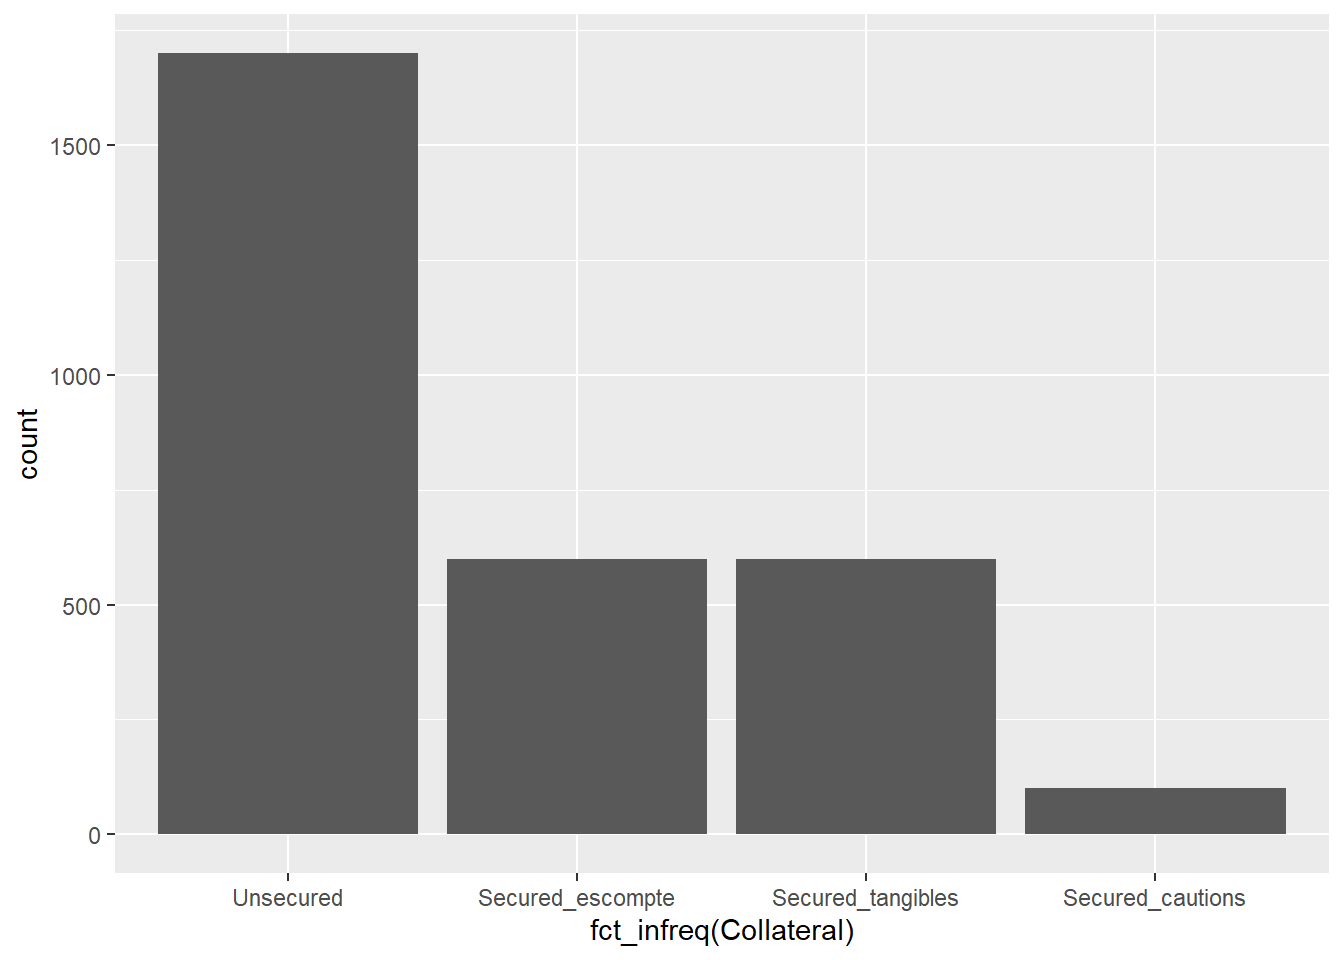 1500
1000
500
0
count
Unsecured
Secured_escompte
Secured_tangibles
Secured_cautions
fct_infreq(Collateral)